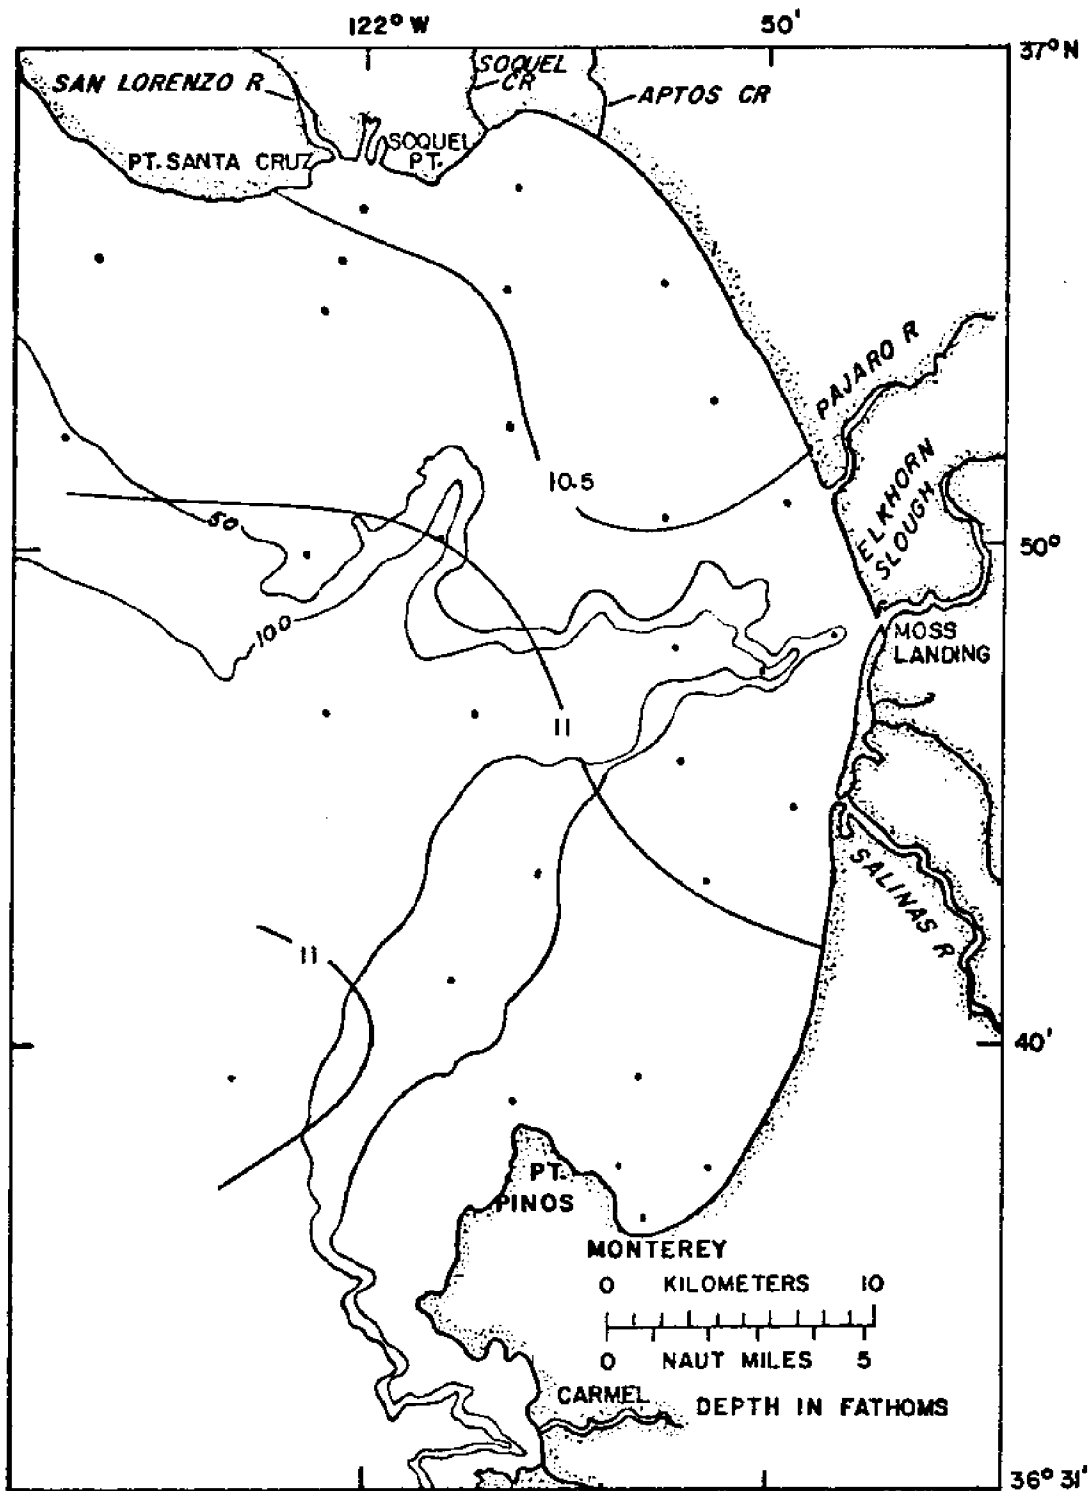 122° W
50'
37° N
SAN LORENZO R
SOQUEL
CR
APTOS CR
PT. SANTA CRUZ
SOQUEL
PT.
PAJARO R
10.5
ELKHORN
SLOUGH
50
50°
100
MOSS
LANDING
11
SALINAS R
11
40'
PT.
PINOS
MONTEREY
0 KILOMETERS 10
0 NAUT MILES 5
CARMEL
DEPTH IN FATHOMS
36° 31'